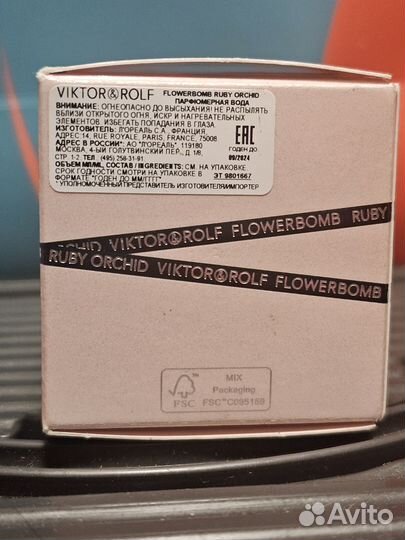 VIKTOR&ROLF FLOWERBOMB RUBY ORCHID
ПАРФЮМЕРНАЯ ВОДА
ВНИМАНИЕ: ОГНЕОПАСНО ДО ВЫСЫХАНИЯ! НЕ РАСПЫЛЯТЬ
ВБЛИЗИ ОТКРЫТОГО ОГНЯ, ИСКР И НАГРЕВАТЕЛЬНЫХ
ЭЛЕМЕНТОВ. ИЗБЕГАТЬ ПОПАДАНИЯ В ГЛАЗА.
ИЗГОТОВИТЕЛЬ: Л'ОРЕАЛЬ С.А., ФРАНЦИЯ
АДРЕС:14, RUE ROYALE, PARIS, FRANCE, 75008
АДРЕС В РОССИИ*: АО "Л'ОРЕАЛЬ", 119180
МОСКВА, 4-ЫЙ ГОЛУТВИНСКИЙ ПЕР., Д. 1/8,
СТР. 1-2 ТЕЛ. (495) 258-31-91
ОБЪЕМ МЛ/ML, СОСТАВ / INGREDIENTS: СМ. НА УПАКОВКЕ
СРОК ГОДНОСТИ СМОТРИ НА УПАКОВКЕ В
ФОРМАТЕ "ГОДЕН ДО ММ/ГГГГ"
* УПОЛНОМОЧЕННЫЙ ПРЕДСТАВИТЕЛЬ ИЗГОТОВИТЕЛЯ/ИМПОРТЕР
EAC
ГОДЕН ДО
09/2024
ЭТ 9801667
ORCHID VIKTOR&ROLF FLOWERBOMB RUBY
RUBY ORCHID VIKTOR&ROLF FLOWERBOMB
FSC
MIX
Packaging
FSC™ C095159
Avito